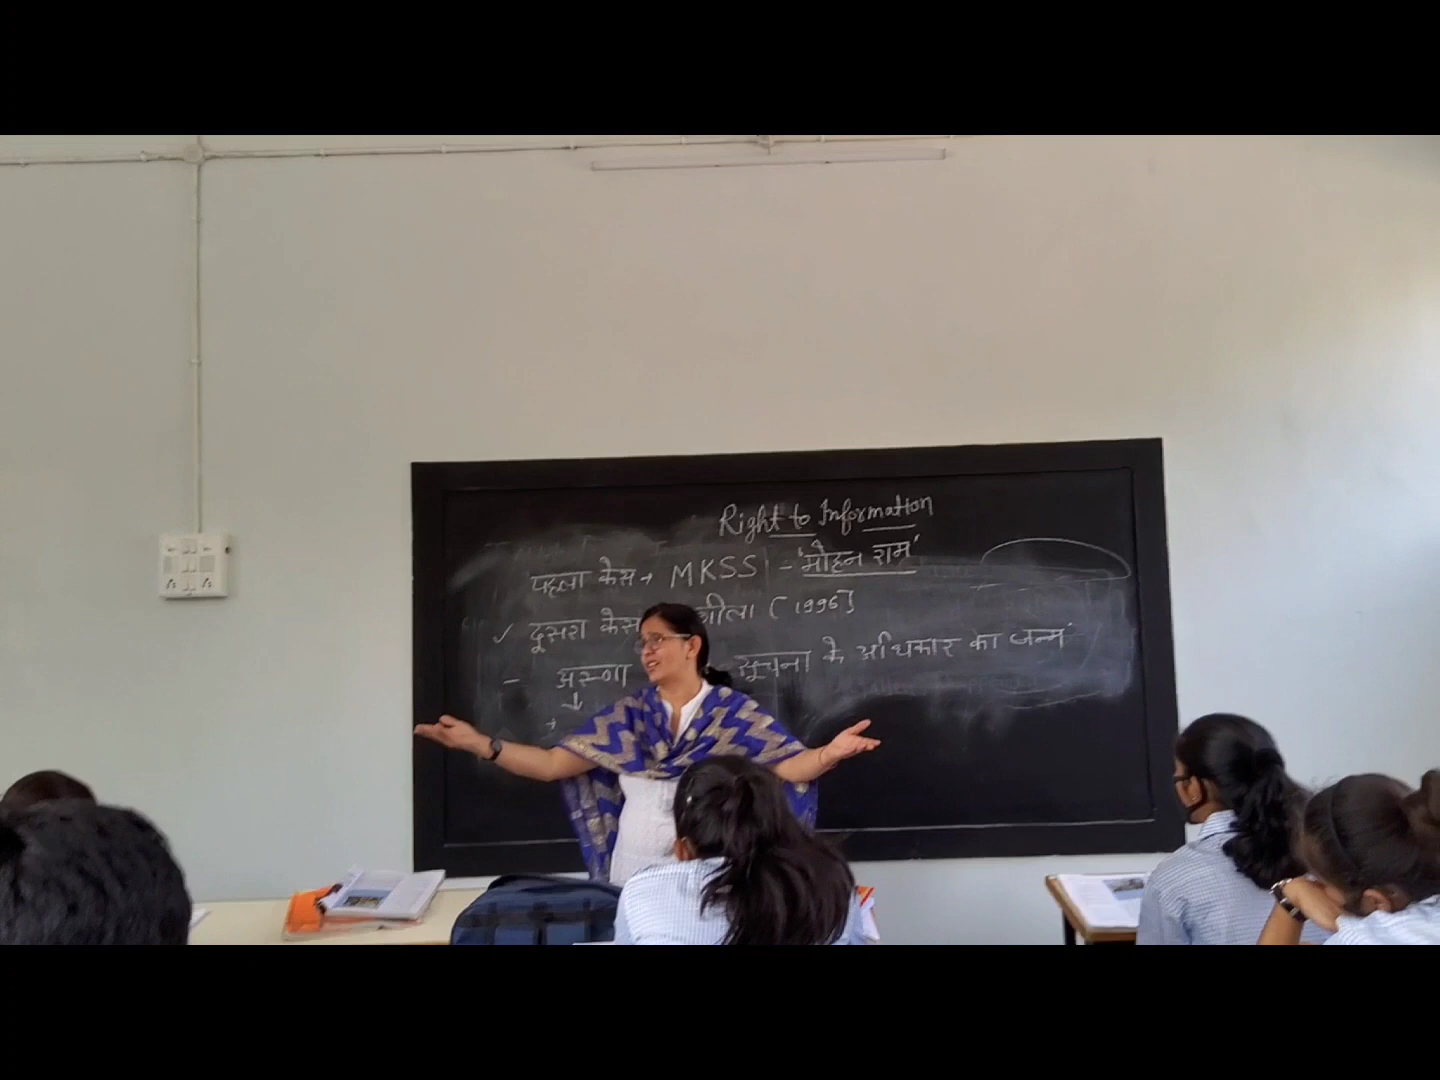 Right to Information
पहला केस → MKSS - 'मोहन राम'
✓ दूसरा केस शीला [1996]
- सूचना के अधिकार का जन्म